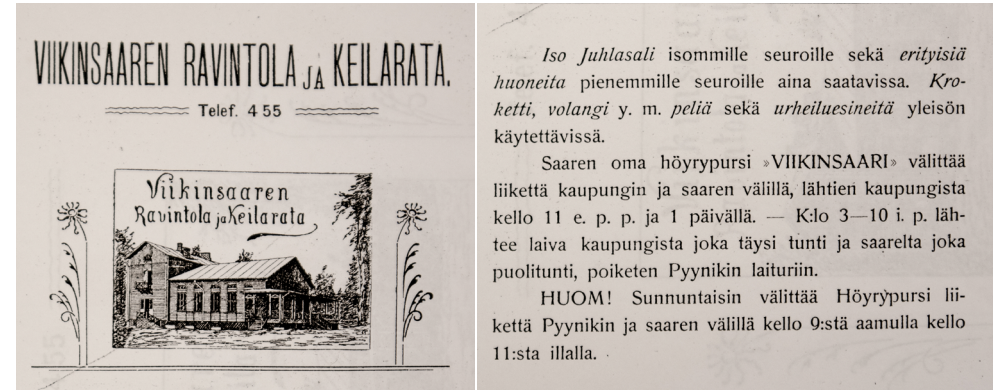 VIIKINSAAREN RAVINTOLA JA KEILARATA.
Telef. 4 55
Viikinsaaren
Ravintola ja Keilarata
Iso Juhlasali isommille seuroille sekä erityisiä
huoneita pienemmille seuroille aina saatavissa. Kro-
ketti, volangi y. m. peliä sekä urheiluesineitä yleisön
käytettävissä.
Saaren oma höyrypursi »VIIKINSAARI» välittää
liikettä kaupungin ja saaren välillä, lähtien kaupungista
kello 11 e. p. p. ja 1 päivällä. — K:lo 3—10 i. p. läh-
tee laiva kaupungista joka täysi tunti ja saarelta joka
puolitunti, poiketen Pyynikin laituriin.
HUOM! Sunnuntaisin välittää Höyrypursi lii-
kettä Pyynikin ja saaren välillä kello 9:stä aamulla kello
11:sta illalla.